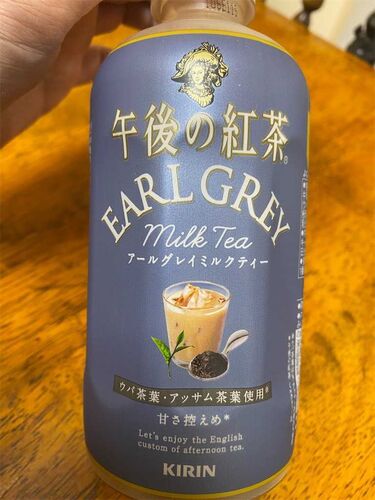 午後の紅茶®
EARL GREY
Milk Tea
アールグレイミルクティー
ウバ茶葉・アッサム茶葉使用*
甘さ控えめ*
Let's enjoy the English
custom of afternoon tea.
KIRIN